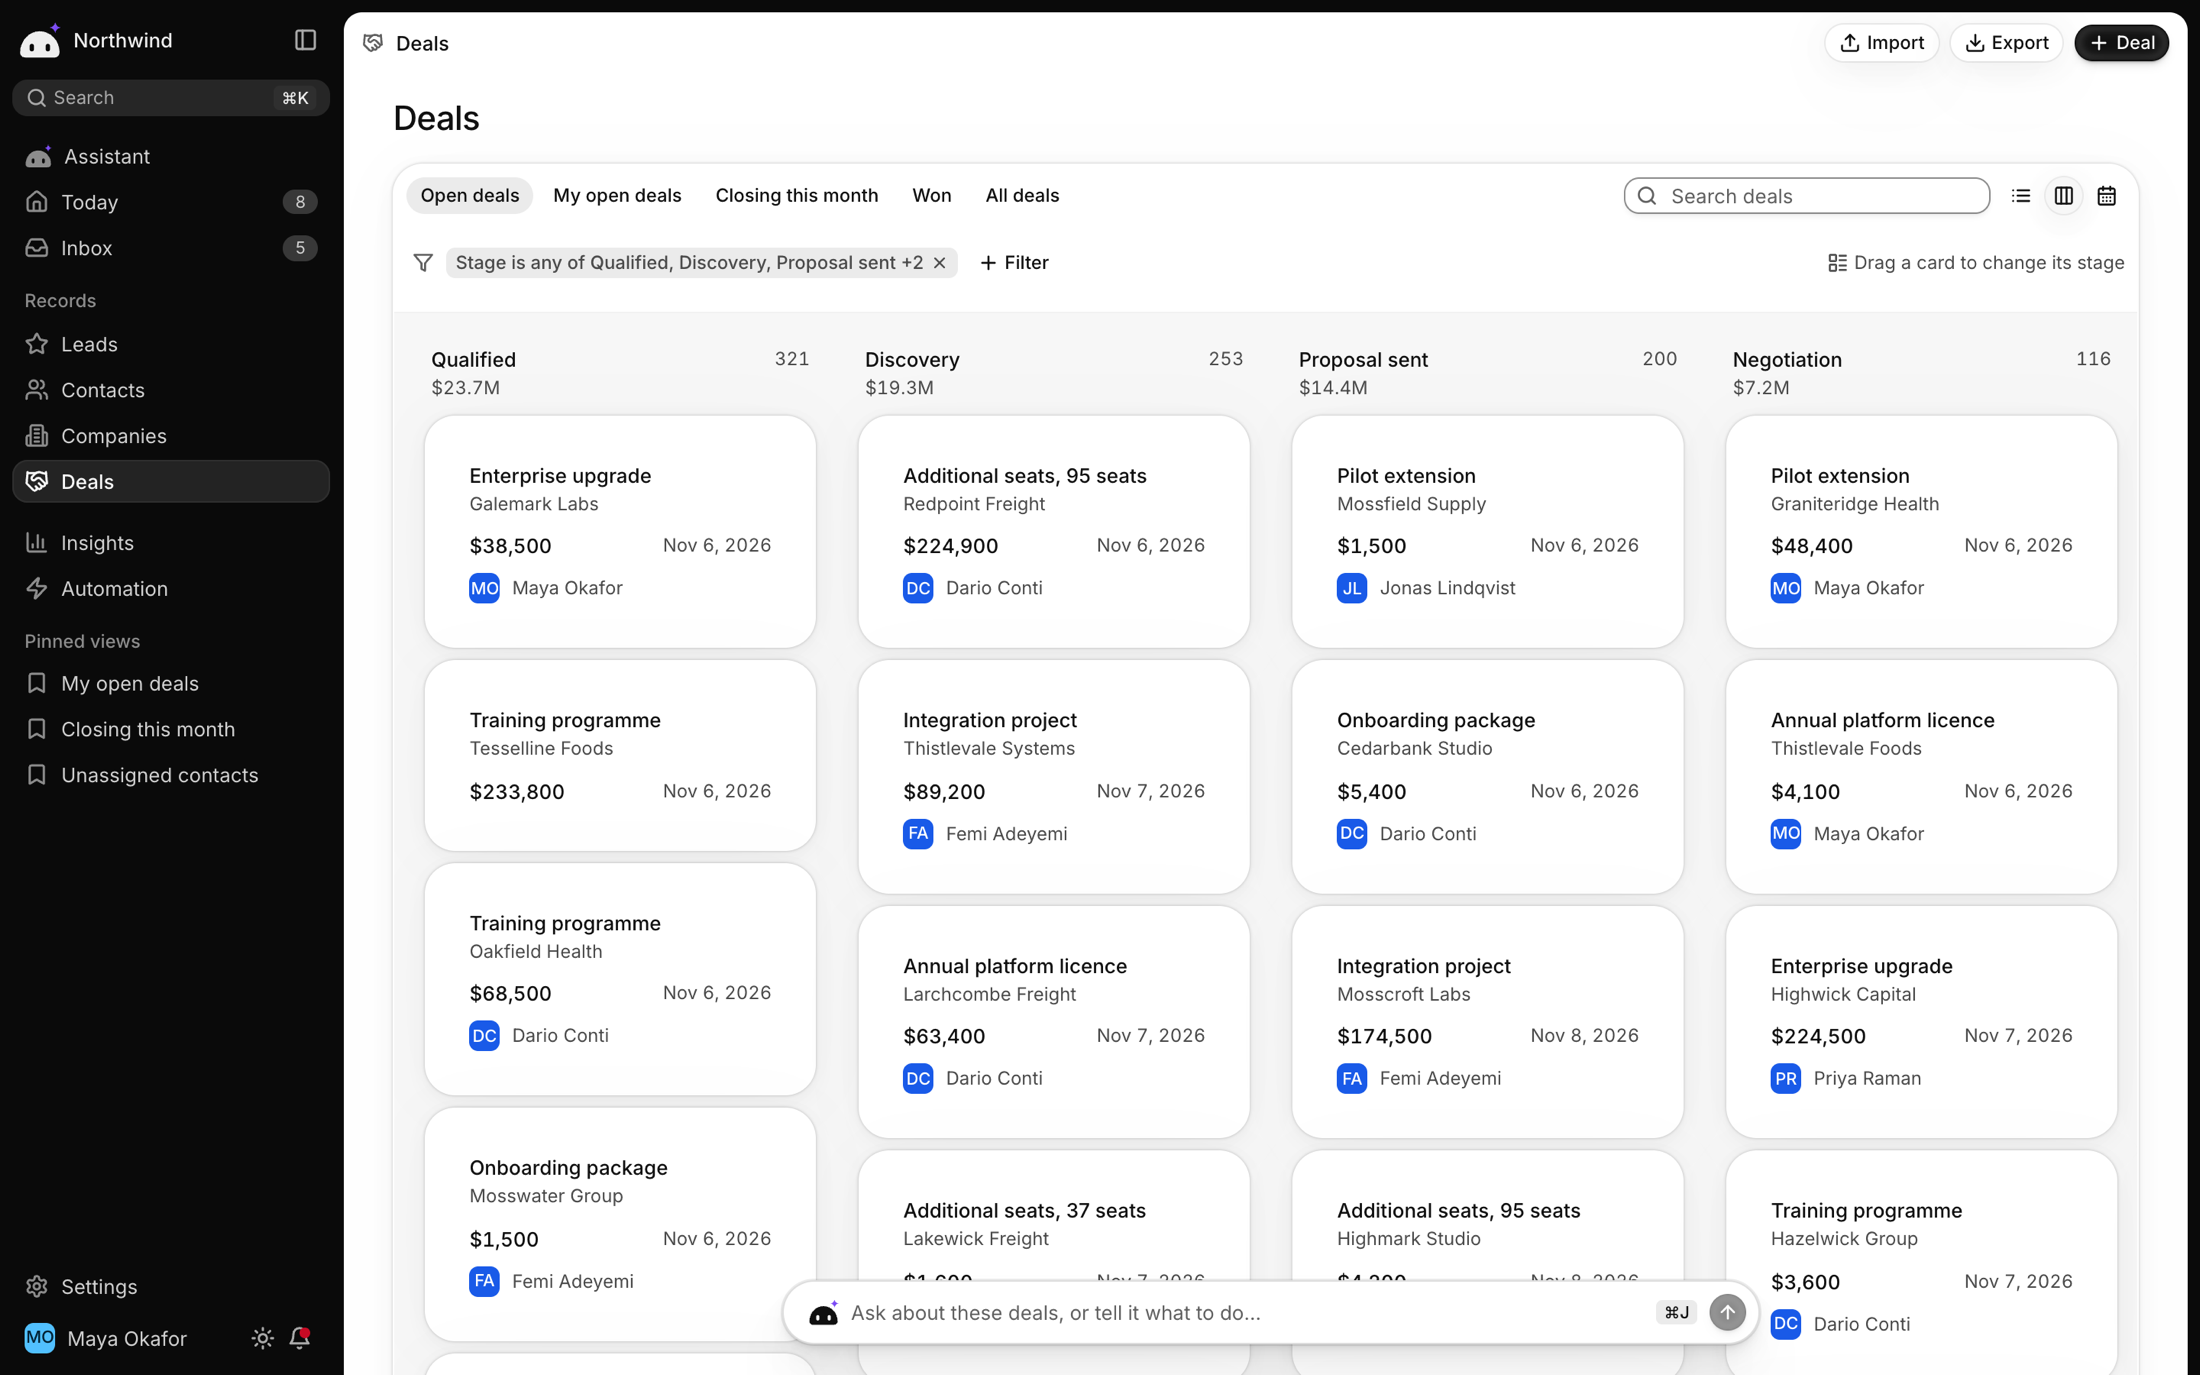 Northwind
Search ⌘K
Assistant
Today 8
Inbox 5
Records
Leads
Contacts
Companies
Deals
Insights
Automation
Pinned views
My open deals
Closing this month
Unassigned contacts
Settings
MO Maya Okafor
Deals
Import Export + Deal
Deals
Open deals My open deals Closing this month Won All deals
Search deals
Stage is any of Qualified, Discovery, Proposal sent +2 ×
+ Filter
Drag a card to change its stage
Qualified 321
$23.7M
Enterprise upgrade
Galemark Labs
$38,500 Nov 6, 2026
MO Maya Okafor
Training programme
Tesselline Foods
$233,800 Nov 6, 2026
Training programme
Oakfield Health
$68,500 Nov 6, 2026
DC Dario Conti
Onboarding package
Mosswater Group
$1,500 Nov 6, 2026
FA Femi Adeyemi
Discovery 253
$19.3M
Additional seats, 95 seats
Redpoint Freight
$224,900 Nov 6, 2026
DC Dario Conti
Integration project
Thistlevale Systems
$89,200 Nov 7, 2026
FA Femi Adeyemi
Annual platform licence
Larchcombe Freight
$63,400 Nov 7, 2026
DC Dario Conti
Additional seats, 37 seats
Lakewick Freight
$1,600 Nov 7, 2026
Proposal sent 200
$14.4M
Pilot extension
Mossfield Supply
$1,500 Nov 6, 2026
JL Jonas Lindqvist
Onboarding package
Cedarbank Studio
$5,400 Nov 6, 2026
DC Dario Conti
Integration project
Mosscroft Labs
$174,500 Nov 8, 2026
FA Femi Adeyemi
Additional seats, 95 seats
Highmark Studio
Nov 8, 2026
Negotiation 116
$7.2M
Pilot extension
Graniteridge Health
$48,400 Nov 6, 2026
MO Maya Okafor
Annual platform licence
Thistlevale Foods
$4,100 Nov 6, 2026
MO Maya Okafor
Enterprise upgrade
Highwick Capital
$224,500 Nov 7, 2026
PR Priya Raman
Training programme
Hazelwick Group
$3,600 Nov 7, 2026
DC Dario Conti
Ask about these deals, or tell it what to do... ⌘J